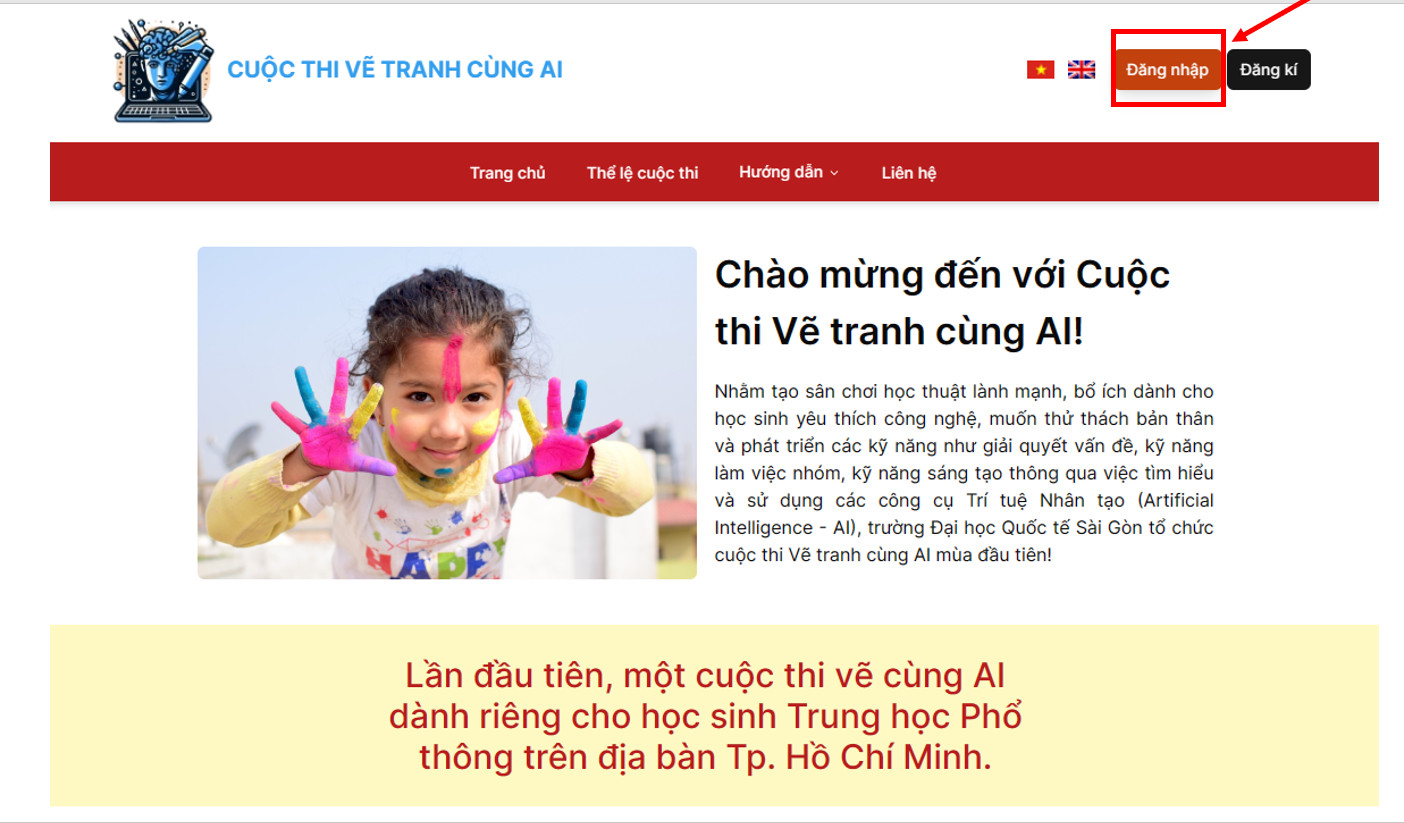 CUỘC THI VẼ TRANH CÙNG AI
Đăng nhập
Đăng kí
Trang chủ
Thể lệ cuộc thi
Hướng dẫn
Liên hệ
Chào mừng đến với Cuộc
thi Vẽ tranh cùng AI!
Nhằm tạo sân chơi học thuật lành mạnh, bổ ích dành cho
học sinh yêu thích công nghệ, muốn thử thách bản thân
và phát triển các kỹ năng như giải quyết vấn đề, kỹ năng
làm việc nhóm, kỹ năng sáng tạo thông qua việc tìm hiểu
và sử dụng các công cụ Trí tuệ Nhân tạo (Artificial
Intelligence - AI), trường Đại học Quốc tế Sài Gòn tổ chức
cuộc thi Vẽ tranh cùng AI mùa đầu tiên!
Lần đầu tiên, một cuộc thi vẽ cùng AI
dành riêng cho học sinh Trung học Phổ
thông trên địa bàn Tp. Hồ Chí Minh.